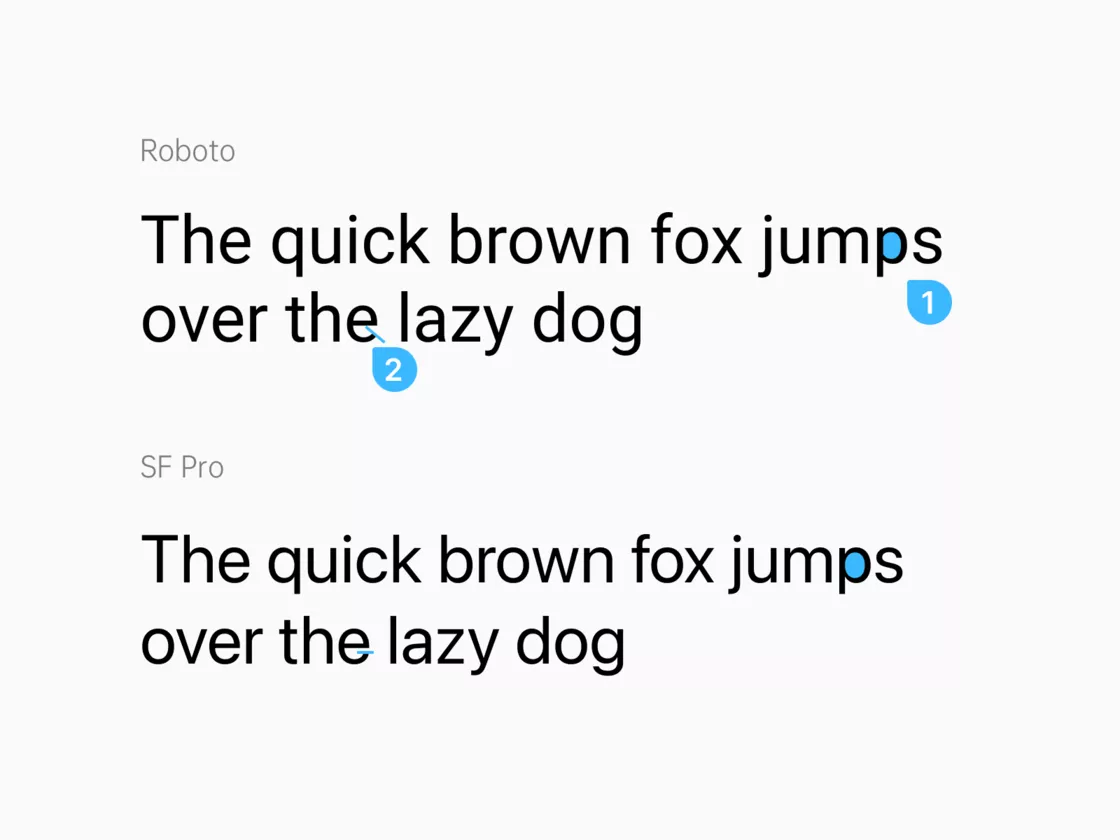 Roboto
The quick brown fox jumps
1
over the lazy dog
2
SF Pro
The quick brown fox jumps
over the lazy dog